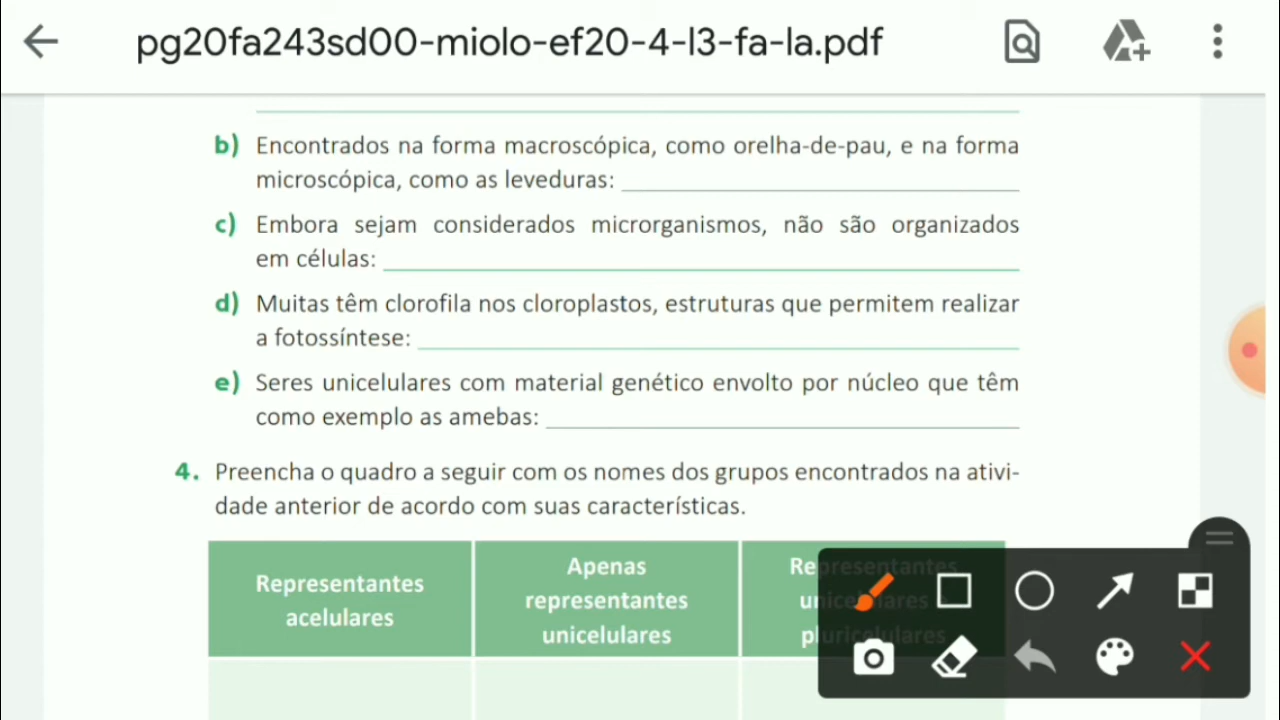 pg20fa243sd00-miolo-ef20-4-l3-fa-la.pdf
b) Encontrados na forma macroscópica, como orelha-de-pau, e na forma
microscópica, como as leveduras:
c) Embora sejam considerados microrganismos, não são organizados
em células:
d) Muitas têm clorofila nos cloroplastos, estruturas que permitem realizar
a fotossíntese:
e) Seres unicelulares com material genético envolto por núcleo que têm
como exemplo as amebas:
4. Preencha o quadro a seguir com os nomes dos grupos encontrados na ativi-
dade anterior de acordo com suas características.
Representantes
acelulares
Apenas
representantes
unicelulares
Representantes
unicelulares e
pluricelulares